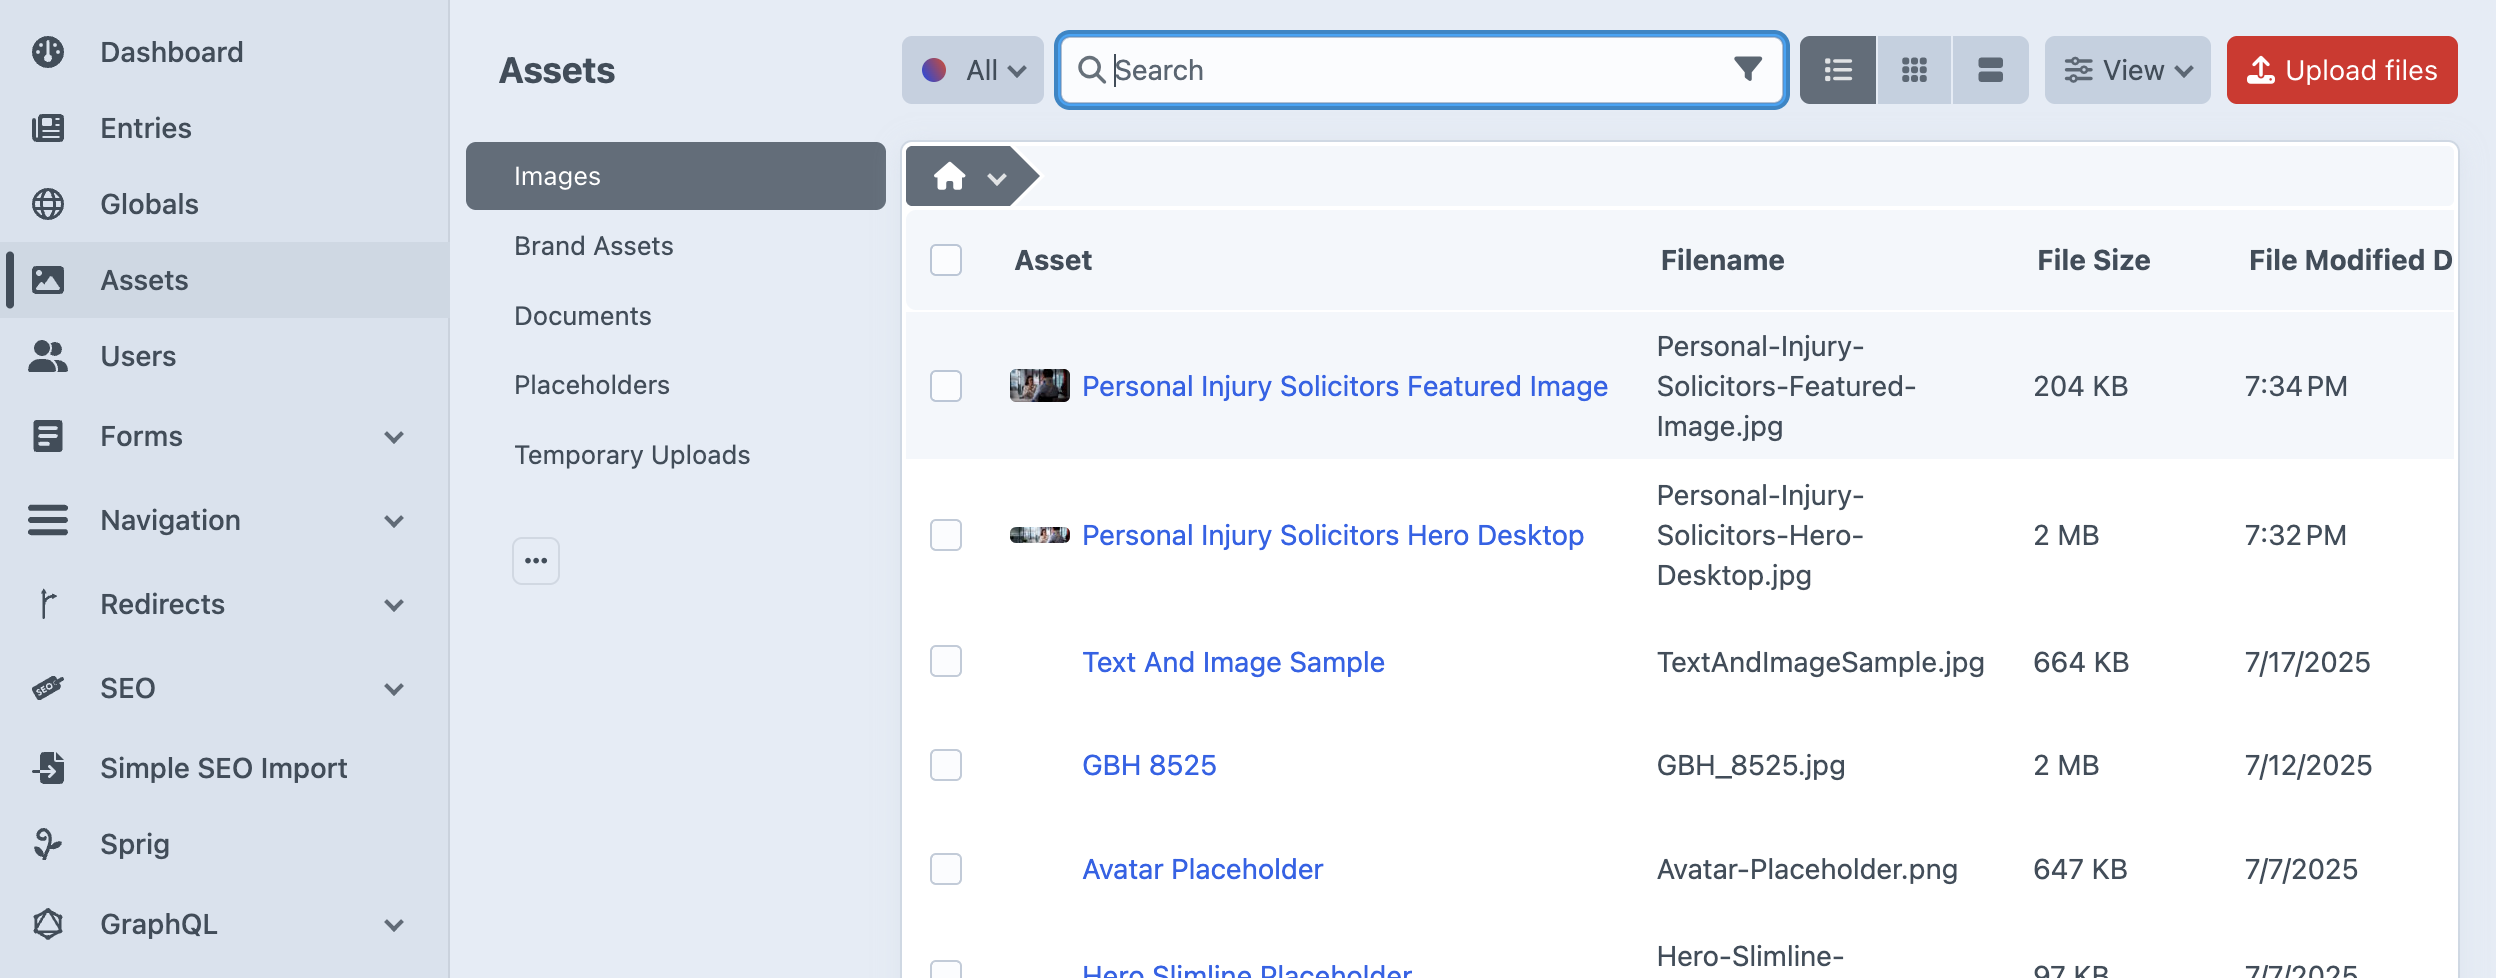 Dashboard
Entries
Globals
Assets
Users
Forms
Navigation
Redirects
SEO
SEO
Simple SEO Import
Sprig
GraphQL
Assets
Images
Brand Assets
Documents
Placeholders
Temporary Uploads
All
Search
View
Upload files
Asset Filename File Size File Modified D
Personal Injury Solicitors Featured Image
Personal-Injury-
Solicitors-Featured-
Image.jpg
204 KB
7:34 PM
Personal Injury Solicitors Hero Desktop
Personal-Injury-
Solicitors-Hero-
Desktop.jpg
2 MB
7:32 PM
Text And Image Sample TextAndImageSample.jpg 664 KB 7/17/2025
GBH 8525 GBH_8525.jpg 2 MB 7/12/2025
Avatar Placeholder Avatar-Placeholder.png 647 KB 7/7/2025
Hero Slimline Placeholder
Hero-Slimline-
97 KB
7/7/2025